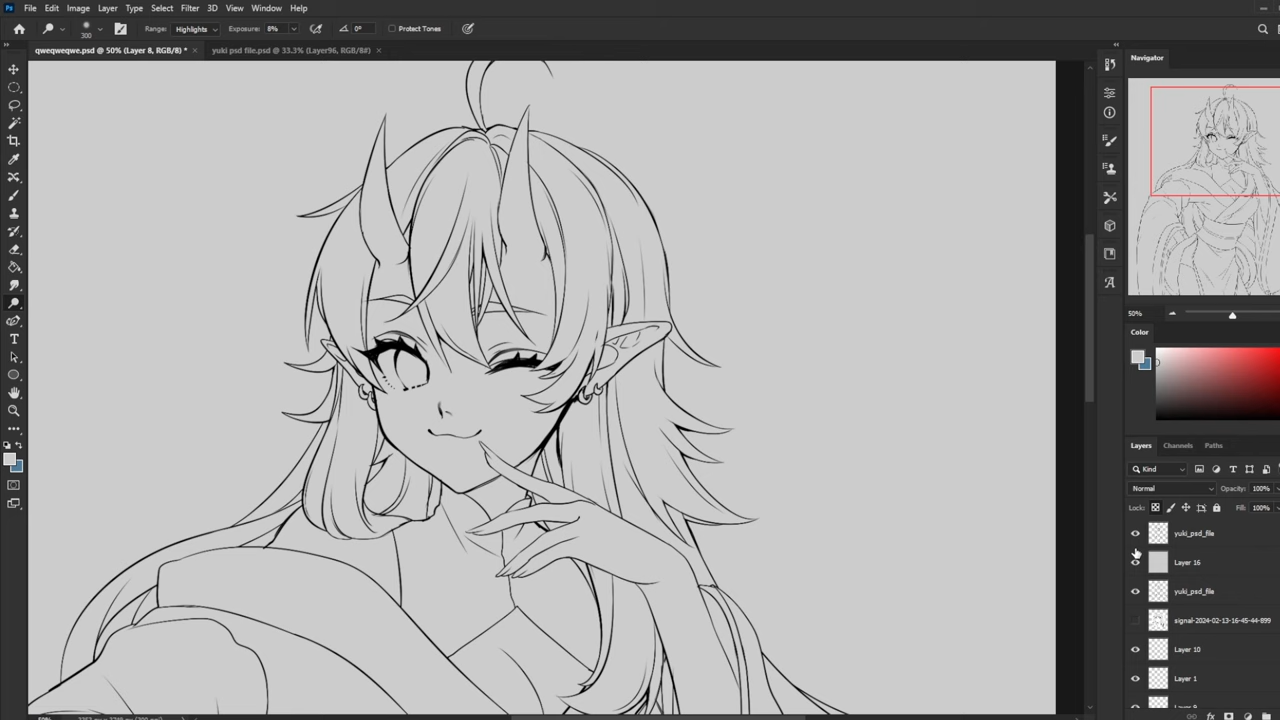 Ps File Edit Image Layer Type Select Filter 3D View Window Help
300 Range: Highlights Exposure: 8% 0° Protect Tones
qweqweqwe.psd @ 50% (Layer 8, RGB/8) * × yuki psd file.psd @ 33.3% (Layer96, RGB/8#) ×
Navigator
50%
Color
Layers Channels Paths
Kind
Normal Opacity: 100%
Lock: Fill: 100%
yuki_psd_file
Layer 16
yuki_psd_file
signal-2024-02-13-16-45-44-899
Layer 10
Layer 1